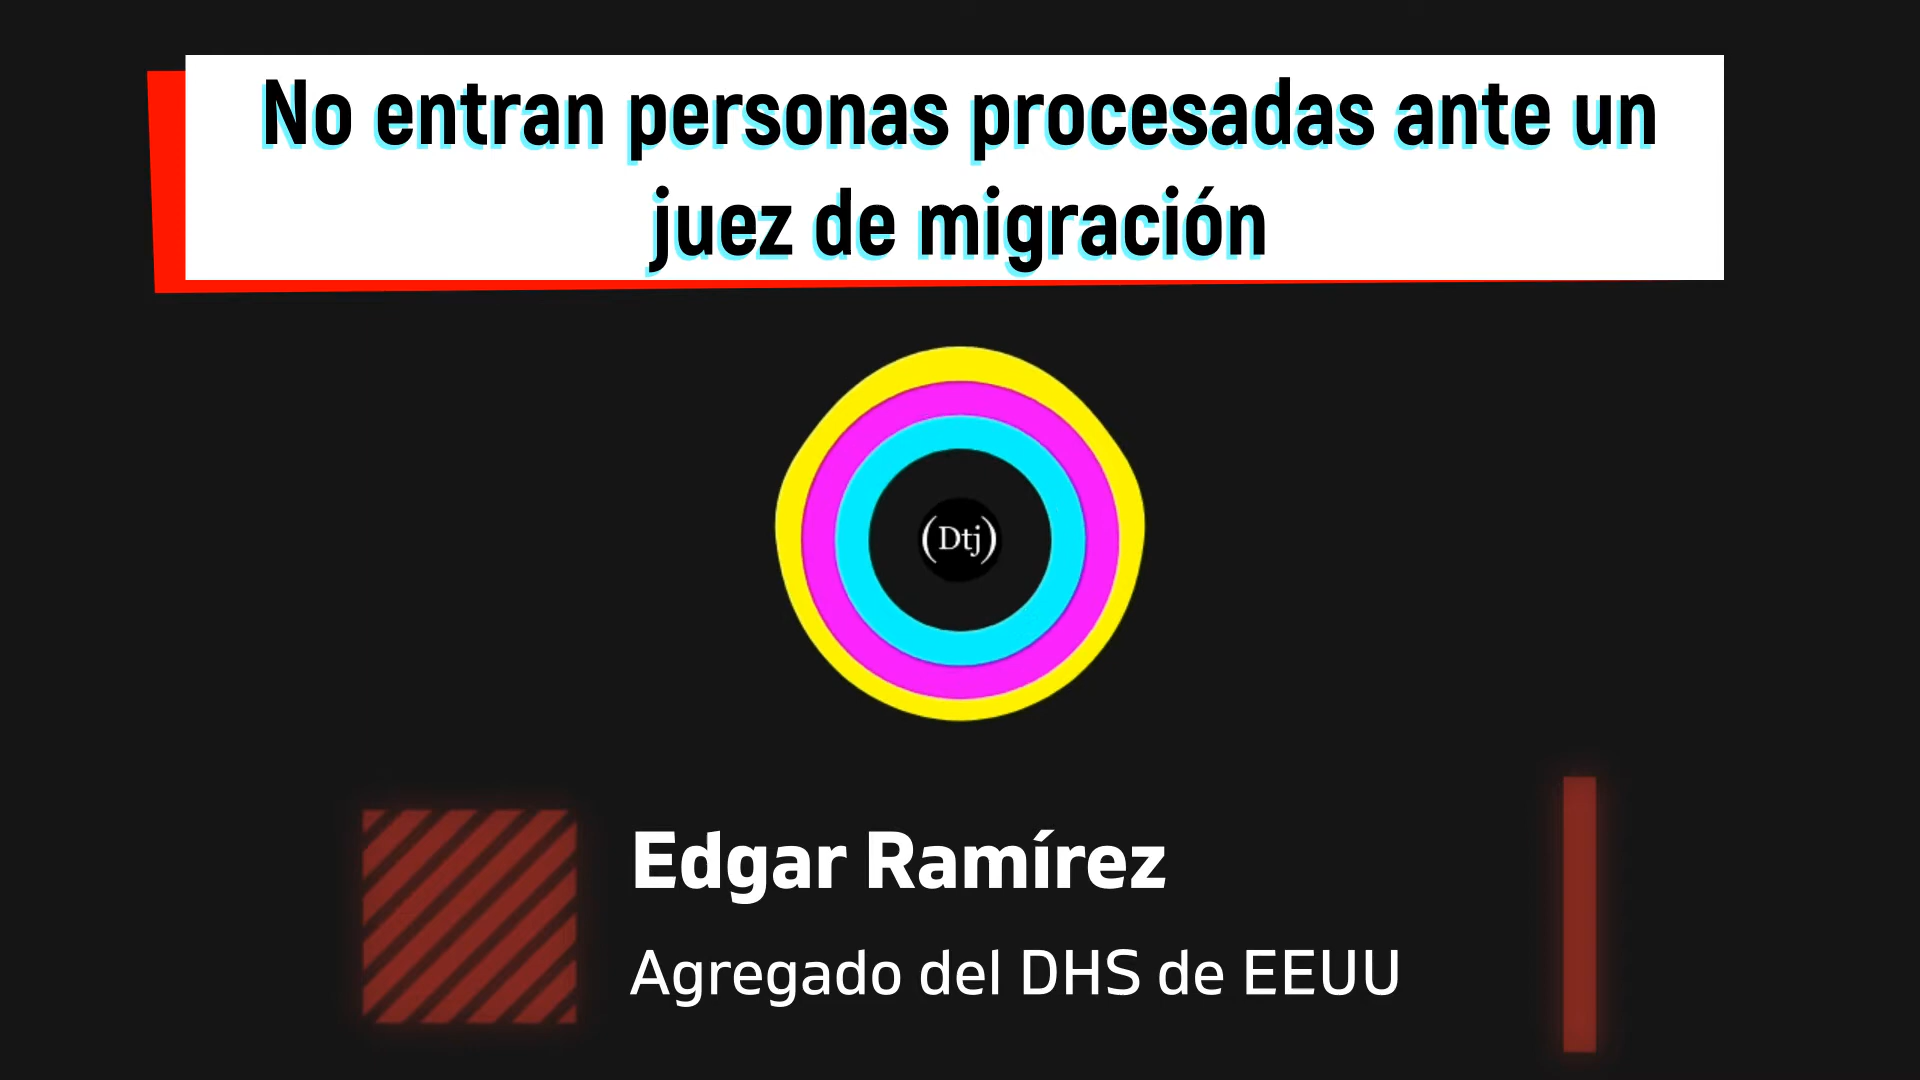 No entran personas procesadas ante un
juez de migración
(Dtj)
Edgar Ramírez
Agregado del DHS de EEUU